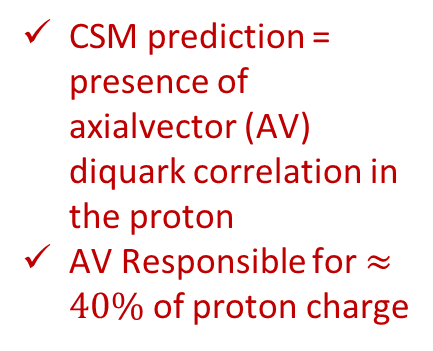 ✓ CSM prediction =
presence of
axialvector (AV)
diquark correlation in
the proton
✓ AV Responsible for ≈
40% of proton charge